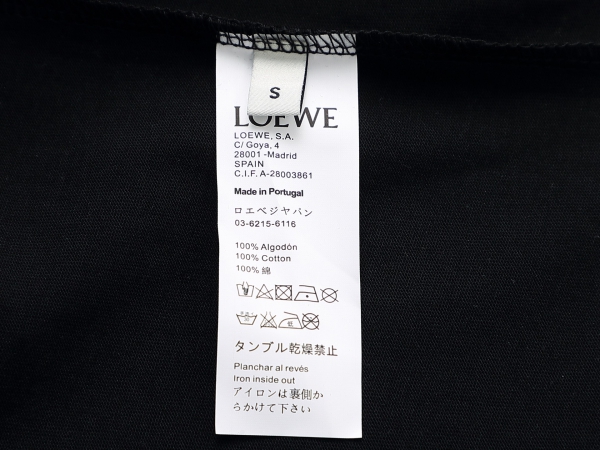 S
LOEWE
LOEWE, S.A.
C/ Goya, 4
28001 -Madrid
SPAIN
C.I.F. A-28003861
Made in Portugal
ロエベジヤパン
03-6215-6116
100% Algodón
100% Cotton
100% 綿
タンブル乾燥禁止
Planchar al revés
Iron inside out
アイロンは裏側か
らかけて下さい